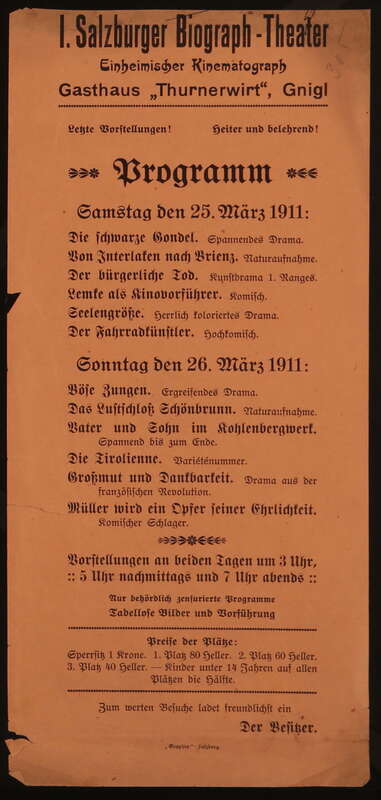 I. Salzburger Biograph-Theater
Einheimischer Kinematograph
Gasthaus „Thurnerwirt“, Gnigl
Letzte Vorstellungen! Heiter und belehrend!
Programm
Samstag den 25. März 1911:
Die schwarze Gondel. Spannendes Drama.
Von Interlaken nach Brienz. Naturaufnahme.
Der bürgerliche Tod. Kunstdrama 1. Ranges.
Lemke als Kinovorführer. Komisch.
Seelengröße. Herrlich koloriertes Drama.
Der Fahrradkünstler. Hochkomisch.
Sonntag den 26. März 1911:
Böse Zungen. Ergreifendes Drama.
Das Luftschloß Schönbrunn. Naturaufnahme.
Vater und Sohn im Kohlenbergwerk.
Spannend bis zum Ende.
Die Tirolienne. Variéténummer.
Großmut und Dankbarkeit. Drama aus der
französischen Revolution.
Müller wird ein Opfer seiner Ehrlichkeit.
Komischer Schlager.
Vorstellungen an beiden Tagen um 3 Uhr,
:: 5 Uhr nachmittags und 7 Uhr abends ::
Nur behördlich zensurierte Programme
Tadellose Bilder und Vorführung
Preise der Plätze:
Sperrsitz 1 Krone. 1. Platz 80 Heller. 2. Platz 60 Heller.
3. Platz 40 Heller. — Kinder unter 14 Jahren auf allen
Plätzen die Hälfte.
Zum werten Besuche ladet freundlichst ein
Der Besitzer.
„Graphia“ Salzburg